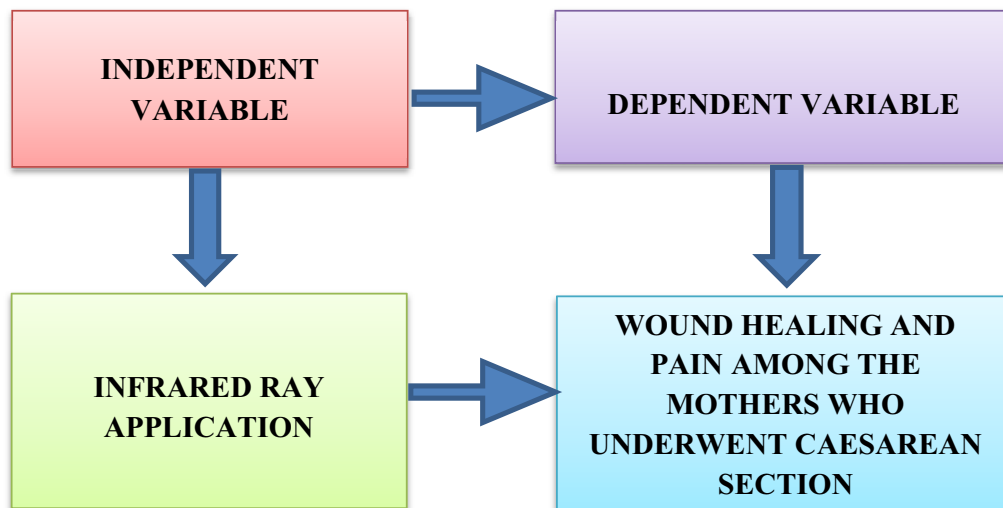 INDEPENDENT
VARIABLE
DEPENDENT VARIABLE
INFRARED RAY
APPLICATION
WOUND HEALING AND
PAIN AMONG THE
MOTHERS WHO
UNDERWENT CAESAREAN
SECTION